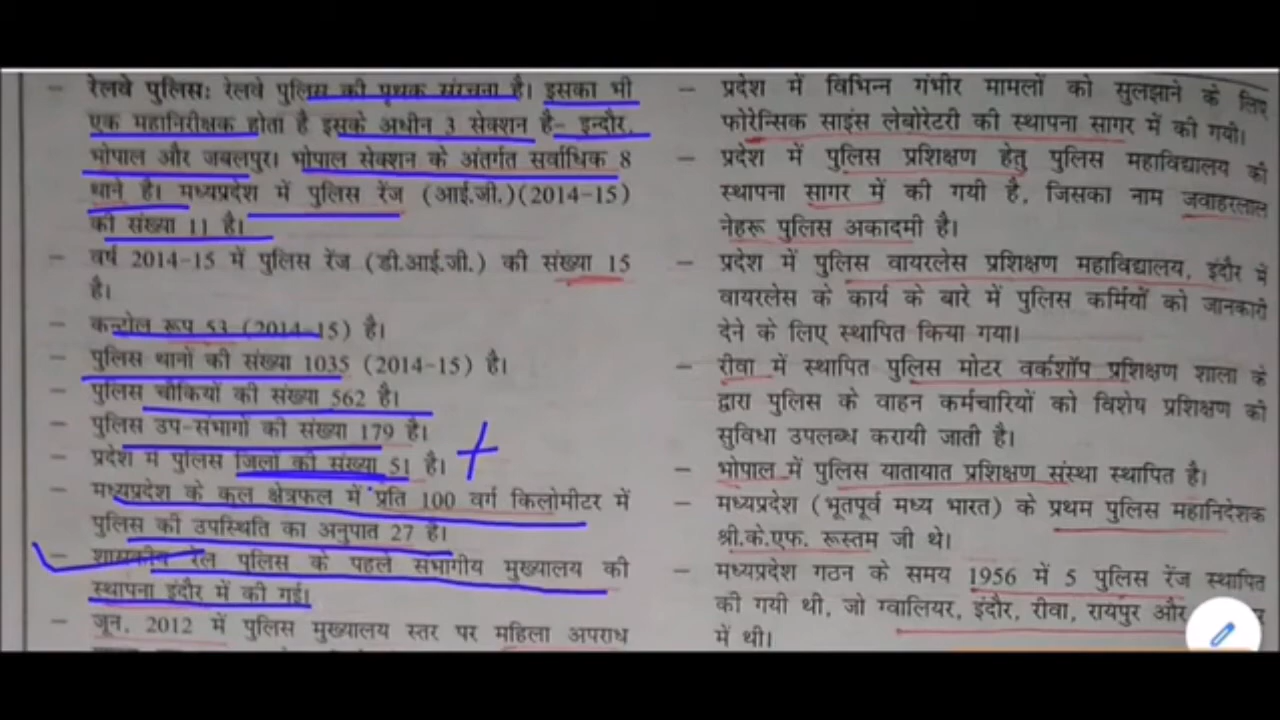 - रेलवे पुलिस: रेलवे पुलिस की पृथक संरचना है। इसका भी
एक महानिरीक्षक होता है इसके अधीन 3 सेक्शन है- इन्दौर,
भोपाल और जबलपुर। भोपाल सेक्शन के अंतर्गत सर्वाधिक 8
थाने है। मध्यप्रदेश में पुलिस रेंज (आई.जी.)(2014-15)
की संख्या 11 है।
- वर्ष 2014-15 में पुलिस रेंज (डी.आई.जी.) की संख्या 15
है।
- कन्ट्रोल रूप 53 (2014-15) है।
- पुलिस थानों की संख्या 1035 (2014-15) है।
- पुलिस चौकियों की संख्या 562 है।
- पुलिस उप-संभागों की संख्या 179 है।
- प्रदेश में पुलिस जिलों की संख्या 51 है।
- मध्यप्रदेश के कुल क्षेत्रफल में प्रति 100 वर्ग किलोमीटर में
पुलिस की उपस्थिति का अनुपात 27 है।
- शासकीय रेल पुलिस के पहले संभागीय मुख्यालय की
स्थापना इंदौर में की गई।
- जून, 2012 में पुलिस मुख्यालय स्तर पर महिला अपराध
- प्रदेश में विभिन्न गंभीर मामलों को सुलझाने के लिए
फोरेन्सिक साइंस लेबोरेटरी की स्थापना सागर में की गयी।
- प्रदेश में पुलिस प्रशिक्षण हेतु पुलिस महाविद्यालय की
स्थापना सागर में की गयी है, जिसका नाम जवाहरलाल
नेहरू पुलिस अकादमी है।
- प्रदेश में पुलिस वायरलेस प्रशिक्षण महाविद्यालय, इंदौर में
वायरलेस के कार्य के बारे में पुलिस कर्मियों को जानकारी
देने के लिए स्थापित किया गया।
- रीवा में स्थापित पुलिस मोटर वर्कशॉप प्रशिक्षण शाला के
द्वारा पुलिस के वाहन कर्मचारियों को विशेष प्रशिक्षण की
सुविधा उपलब्ध करायी जाती है।
- भोपाल में पुलिस यातायात प्रशिक्षण संस्था स्थापित है।
- मध्यप्रदेश (भूतपूर्व मध्य भारत) के प्रथम पुलिस महानिदेशक
श्री.के.एफ. रूस्तम जी थे।
- मध्यप्रदेश गठन के समय 1956 में 5 पुलिस रेंज स्थापित
की गयी थी, जो ग्वालियर, इंदौर, रीवा, रायपुर और
में थी।